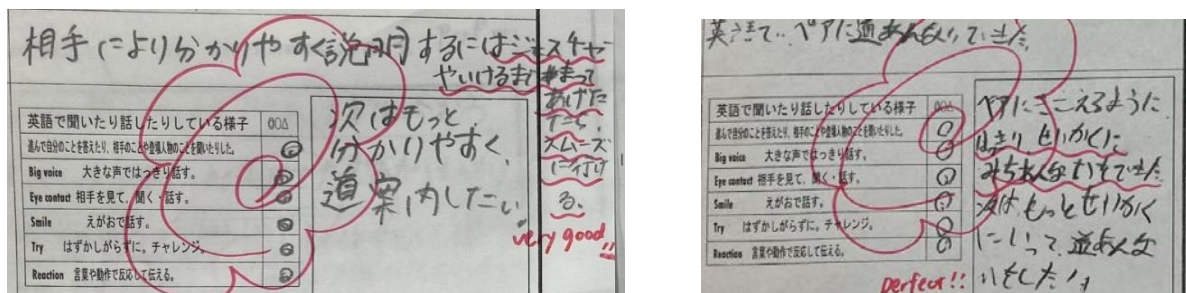 相手により分かりやすく説明するにはジェスチャー
やいけるまで止まって
あげた
たら、
スムーズ
に行け
る。
英語で聞いたり話したりしている様子 ◎○△
進んで自分のことを答えたり、相手のことや登場人物のことを聞いたりした。
Big voice 大きな声ではっきり話す。
Eye contact 相手を見て、聞く・話す。
Smile えがおで話す。
Try はずかしがらずに。チャレンジ。
Reaction 言葉や動作で反応して伝える。
次はもっと
分かりやすく、
道案内したい。
very good!!
英語で、ペアに道あんないできた
英語で聞いたり話したりしている様子 ◎○△
進んで自分のことを答えたり、相手のことや登場人物のことを聞いたりした。
Big voice 大きな声ではっきり話す。
Eye contact 相手を見て、聞く・話す。
Smile えがおで話す。
Try はずかしがらずに。チャレンジ。
Reaction 言葉や動作で反応して伝える。
ペアにきこえるように
はっきりせいかくに
みちあんないができた
次はもっとせいかく
にいって、道あんな
いをしたい
perfect!!